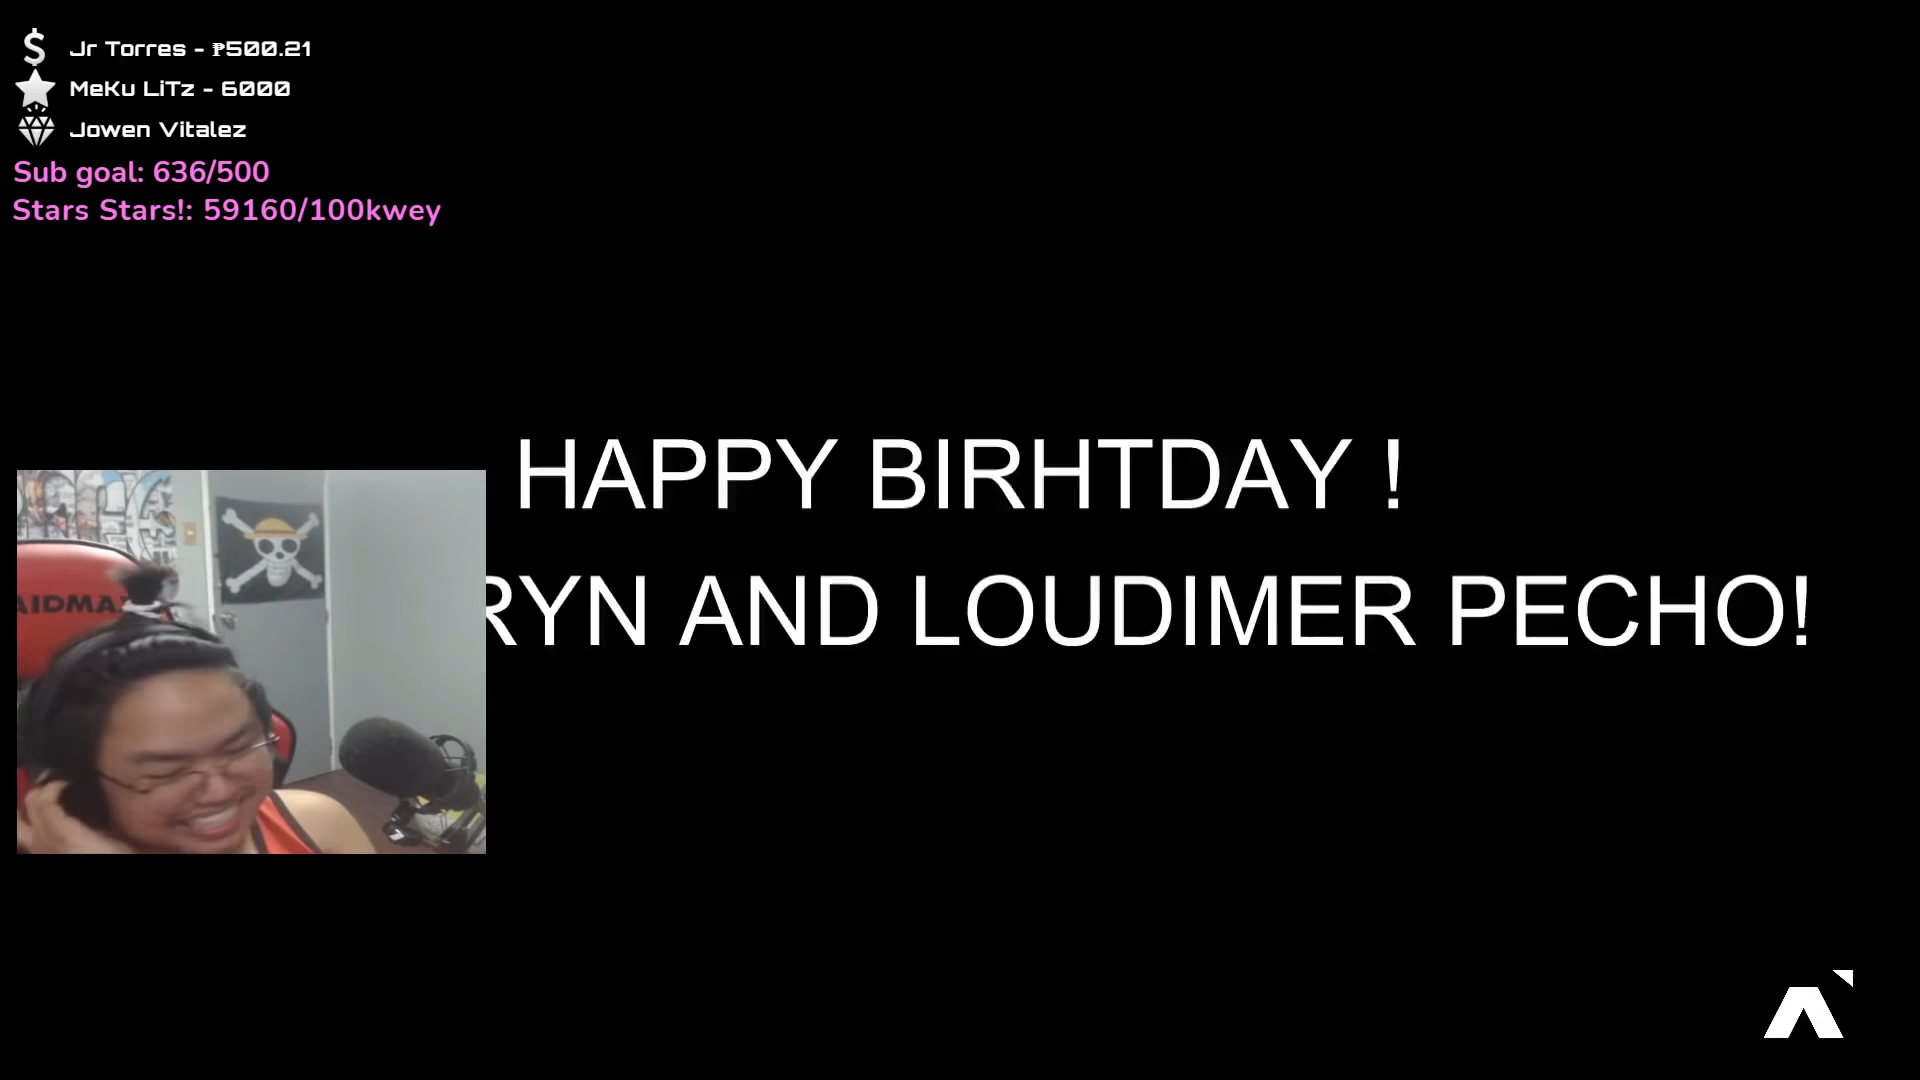 Jr Torres - ₱500.21
MeKu LiTz - 6000
Jowen Vitalez
Sub goal: 636/500
Stars Stars!: 59160/100kwey
HAPPY BIRHTDAY !
RYN AND LOUDIMER PECHO!
AIDMA